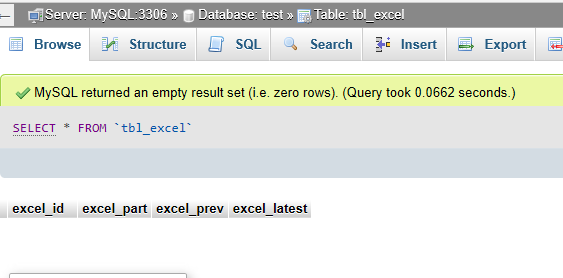 Server: MySQL:3306 » Database: test » Table: tbl_excel
Browse Structure SQL Search Insert Export
MySQL returned an empty result set (i.e. zero rows). (Query took 0.0662 seconds.)
SELECT * FROM `tbl_excel`
excel_id excel_part excel_prev excel_latest